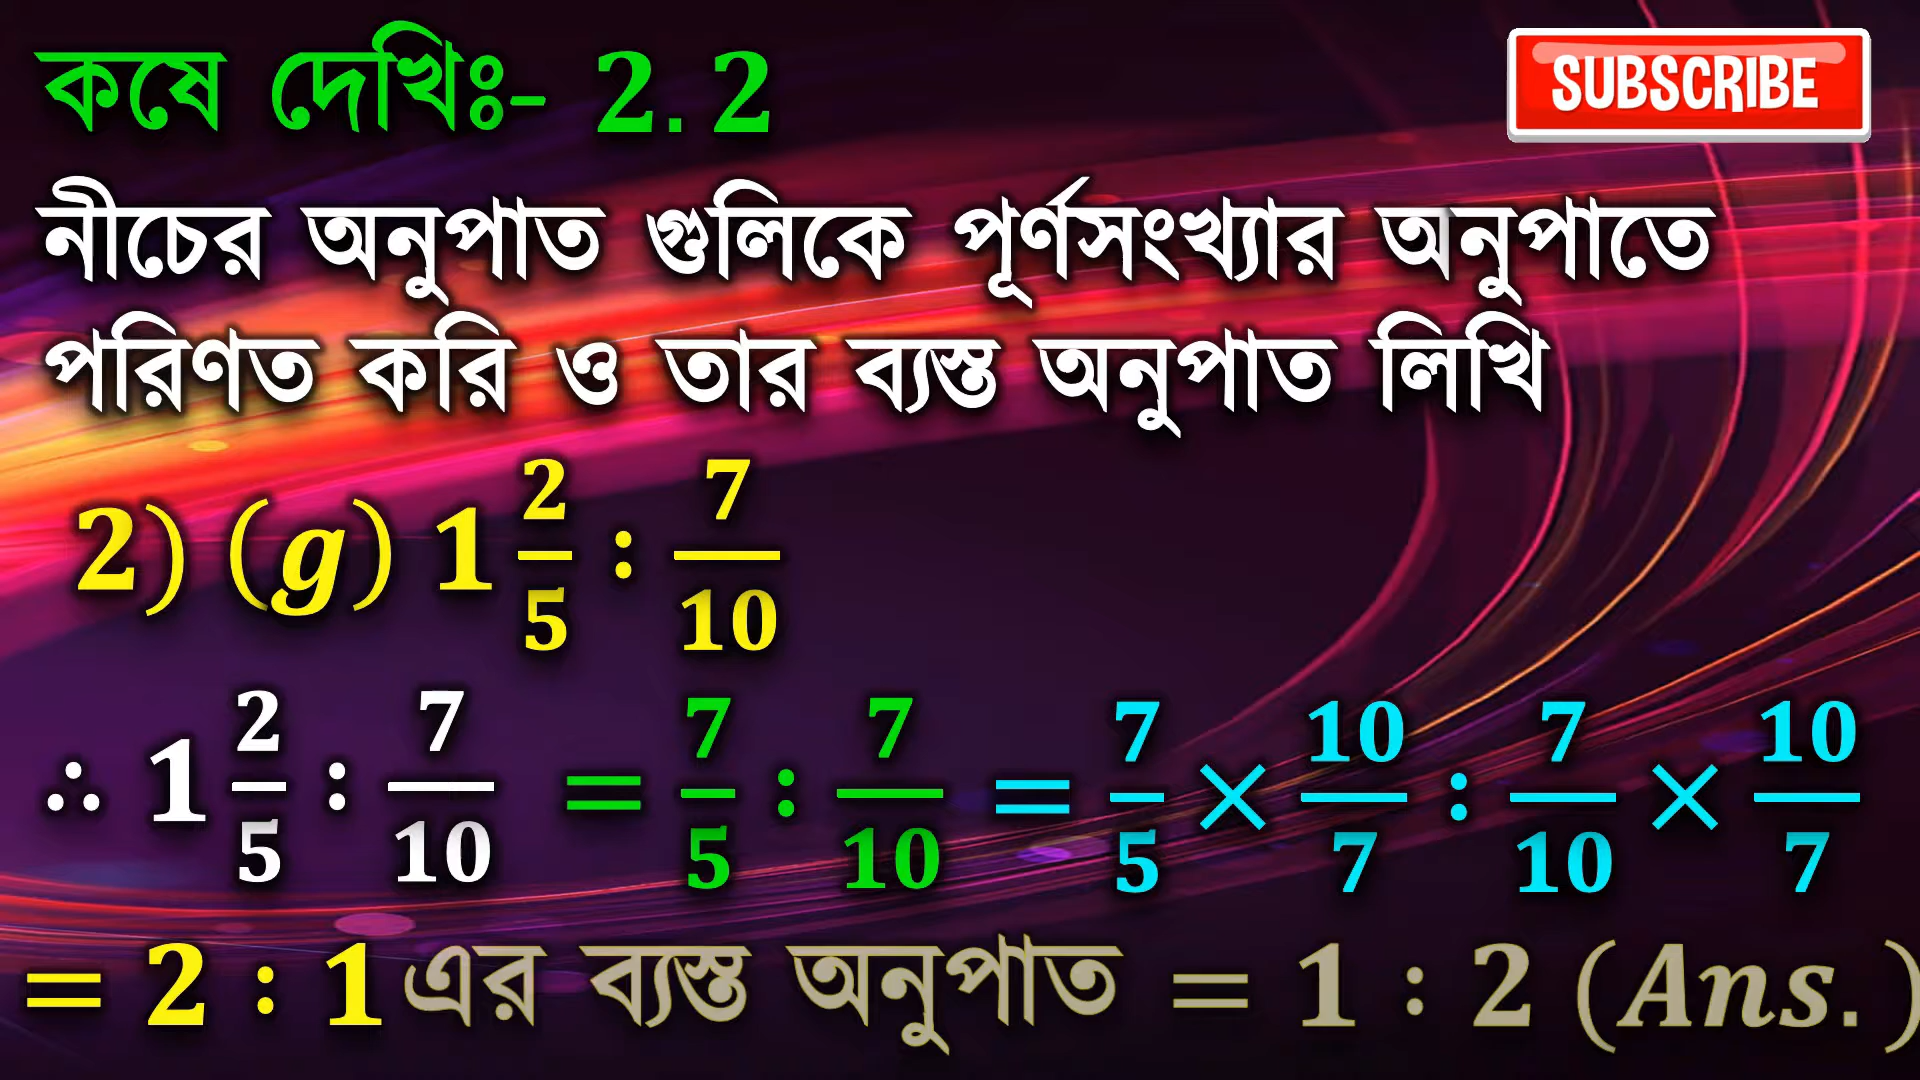 কষে দেখিঃ- 2.2
SUBSCRIBE
নীচের অনুপাত গুলিকে পূর্ণসংখ্যার অনুপাতে
পরিণত করি ও তার ব্যস্ত অনুপাত লিখি
2) (g) 1 2/5 : 7/10
∴ 1 2/5 : 7/10 = 7/5 : 7/10 = 7/5 × 10/7 : 7/10 × 10/7
= 2 : 1 এর ব্যস্ত অনুপাত = 1 : 2 (Ans.)